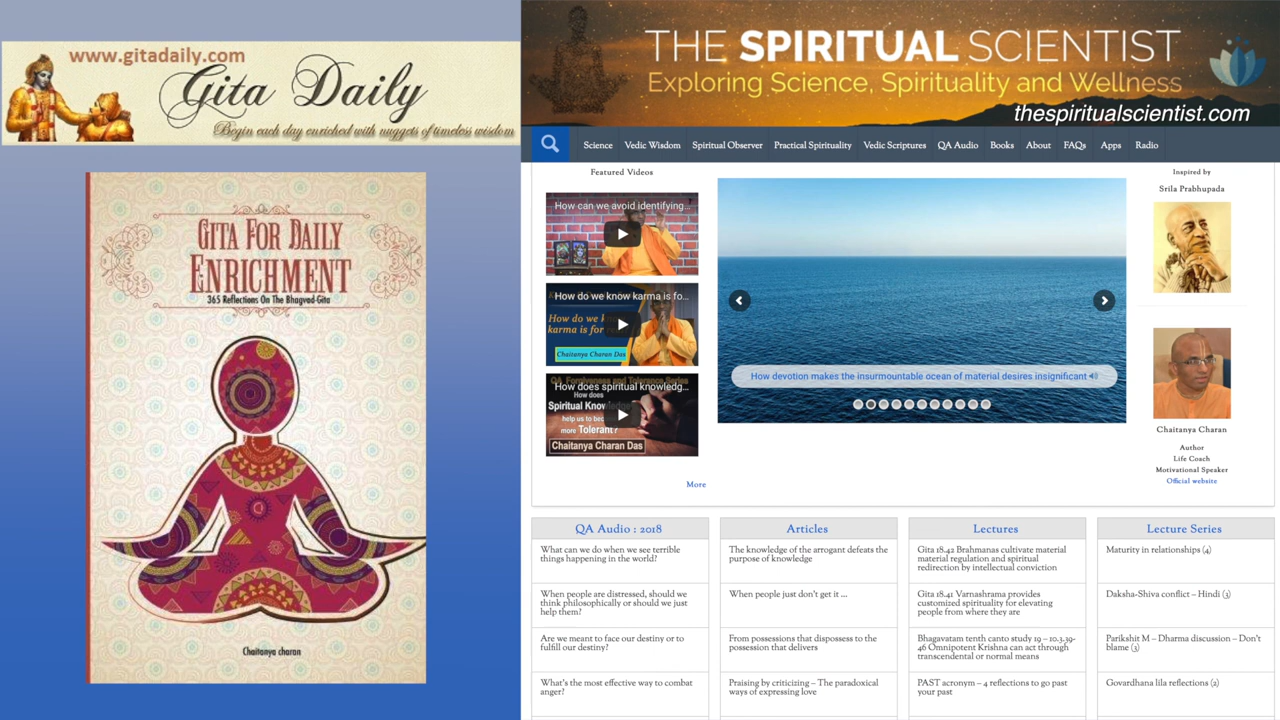 www.gitadaily.com
Gita Daily
Begin each day enriched with nuggets of timeless wisdom
GITA FOR DAILY
ENRICHMENT
365 Reflections On The Bhagvad-Gita
Chaitanya charan
THE SPIRITUAL SCIENTIST
Exploring Science, Spirituality and Wellness
thespiritualscientist.com
Science Vedic Wisdom Spiritual Observer Practical Spirituality Vedic Scriptures QA Audio Books About FAQs Apps Radio
Featured Videos
How can we avoid identifying...
How do we know karma is fo...
How do we k
karma is for re
Chaitanya Charan Das
QA - Forgiveness and Tolerance Series
How does spiritual knowledg...
How does
Spiritual Know
help us to bec
more Tolerant?
Chaitanya Charan Das
More
How devotion makes the insurmountable ocean of material desires insignificant
Inspired by
Srila Prabhupada
Chaitanya Charan
Author
Life Coach
Motivational Speaker
Official website
QA Audio : 2018
What can we do when we see terrible
things happening in the world?
When people are distressed, should we
think philosophically or should we just
help them?
Are we meant to face our destiny or to
fulfill our destiny?
What's the most effective way to combat
anger?
Articles
The knowledge of the arrogant defeats the
purpose of knowledge
When people just don't get it ...
From possessions that dispossess to the
possession that delivers
Praising by criticizing – The paradoxical
ways of expressing love
Lectures
Gita 18.42 Brahmanas cultivate material
material regulation and spiritual
redirection by intellectual conviction
Gita 18.41 Varnashrama provides
customized spirituality for elevating
people from where they are
Bhagavatam tenth canto study 19 – 10.3.39-
46 Omnipotent Krishna can act through
transcendental or normal means
PAST acronym – 4 reflections to go past
your past
Lecture Series
Maturity in relationships (4)
Daksha-Shiva conflict – Hindi (3)
Parikshit M – Dharma discussion – Don't
blame (3)
Govardhana lila reflections (2)